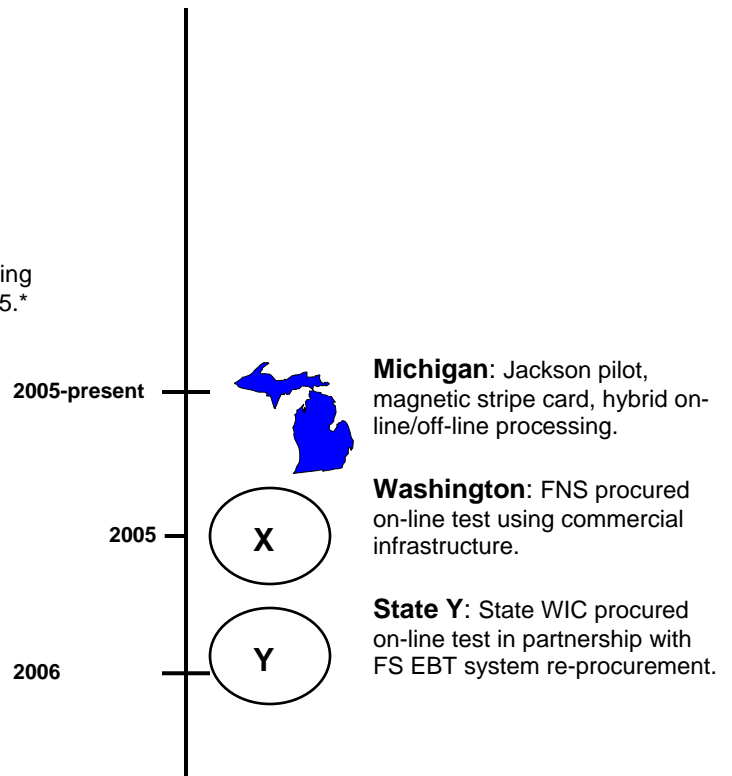 ing
5.*
2005-present
Michigan: Jackson pilot,
magnetic stripe card, hybrid on-
line/off-line processing.
2005
X
Washington: FNS procured
on-line test using commercial
infrastructure.
2006
Y
State Y: State WIC procured
on-line test in partnership with
FS EBT system re-procurement.